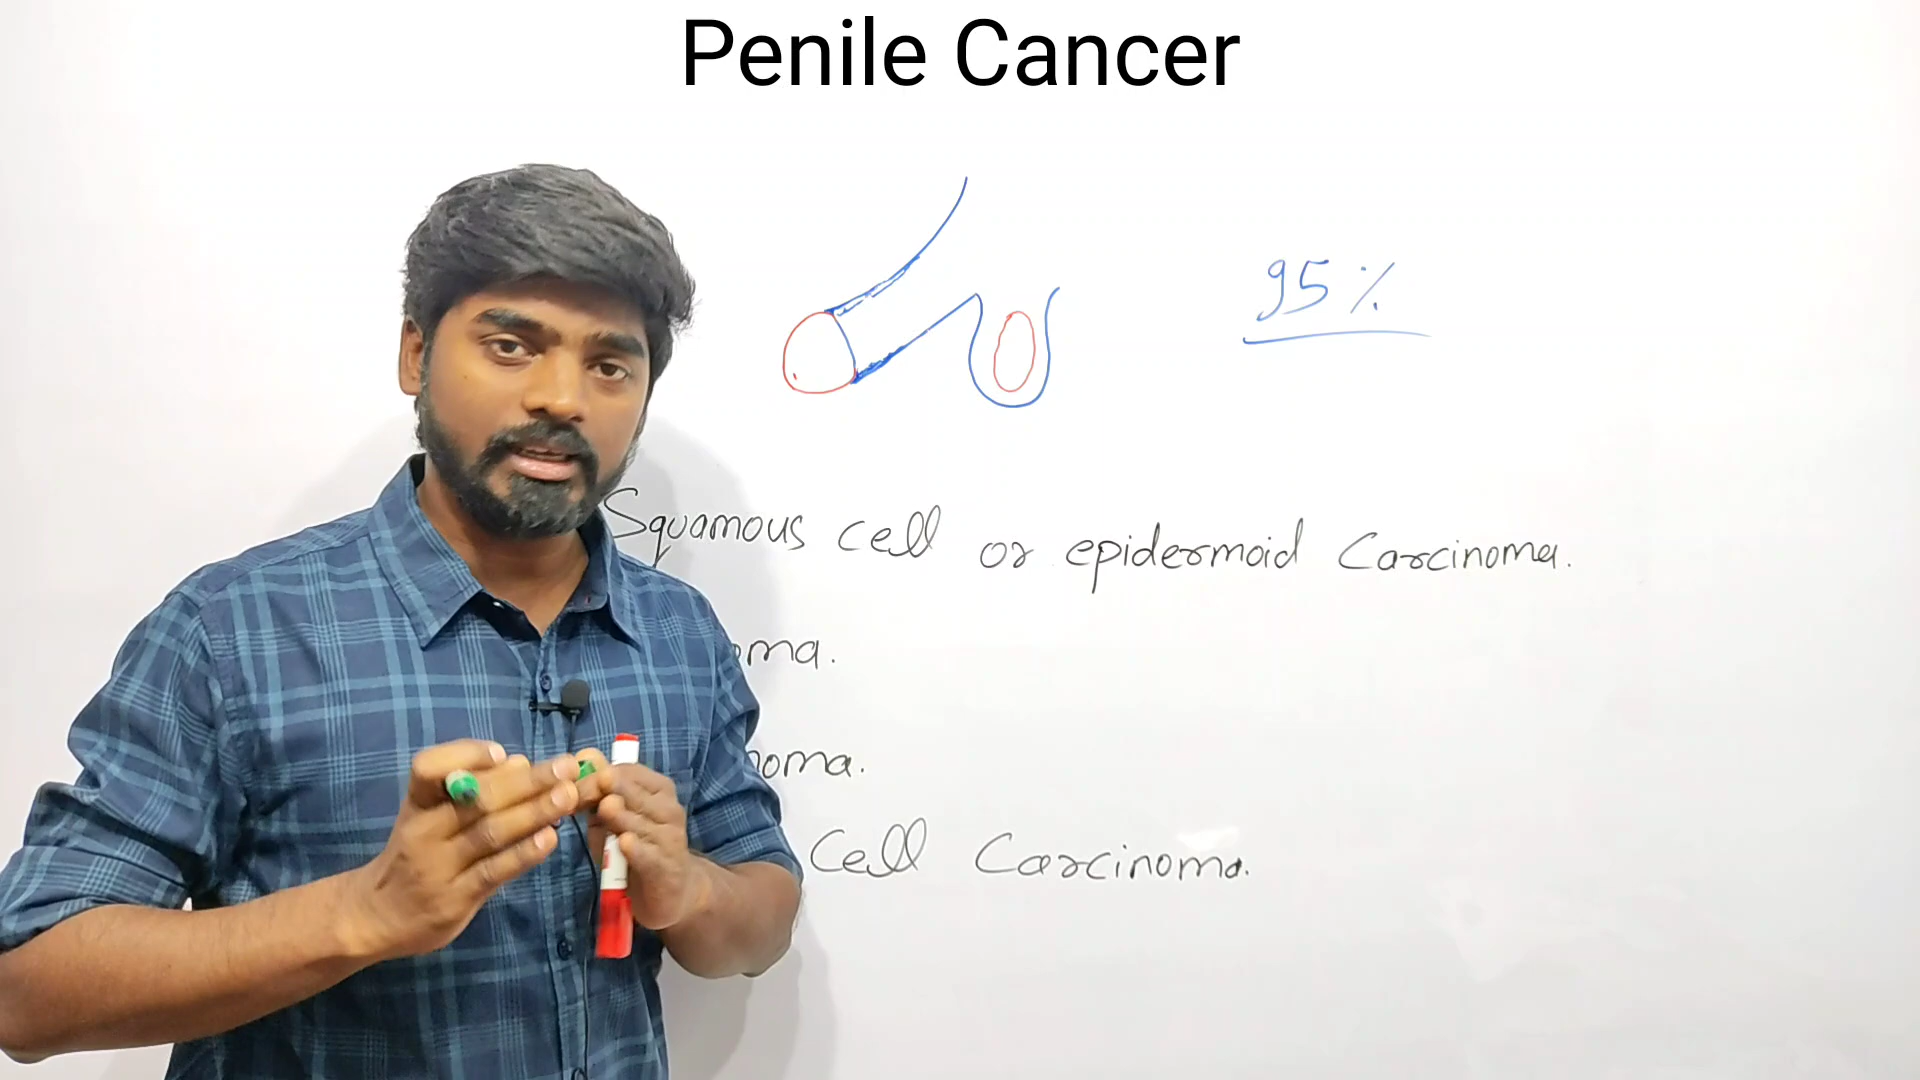 Penile Cancer
95%
Squamous cell or epidermoid Carcinoma.
oma.
noma.
Cell Carcinoma.